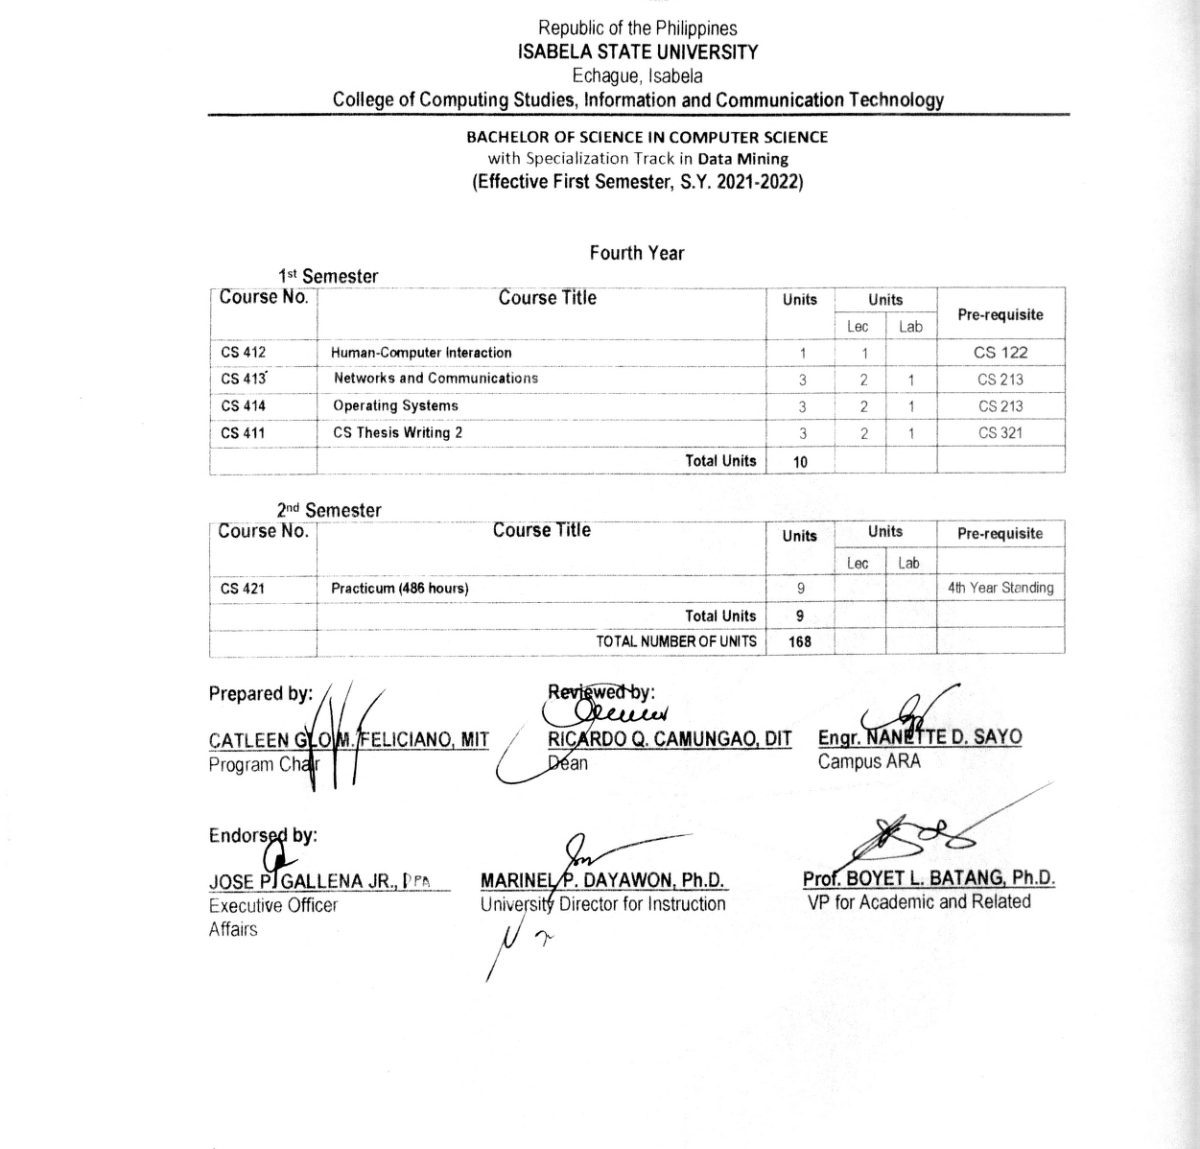 Republic of the Philippines
ISABELA STATE UNIVERSITY
Echague, Isabela
College of Computing Studies, Information and Communication Technology
BACHELOR OF SCIENCE IN COMPUTER SCIENCE
with Specialization Track in Data Mining
(Effective First Semester, S.Y. 2021-2022)
Fourth Year
1st Semester
Course No. Course Title Units Units Pre-requisite
Lec Lab
CS 412 Human-Computer Interaction 1 1 CS 122
CS 413 Networks and Communications 3 2 1 CS 213
CS 414 Operating Systems 3 2 1 CS 213
CS 411 CS Thesis Writing 2 3 2 1 CS 321
Total Units 10
2nd Semester
Course No. Course Title Units Units Pre-requisite
Lec Lab
CS 421 Practicum (486 hours) 9 4th Year Standing
Total Units 9
TOTAL NUMBER OF UNITS 168
Prepared by: Reviewed by:
CATLEEN GLO M. FELICIANO, MIT RICARDO Q. CAMUNGAO, DIT Engr. NANETTE D. SAYO
Program Chair Dean Campus ARA
Endorsed by:
JOSE P. GALLENA JR., DPA MARINEL P. DAYAWON, Ph.D. Prof. BOYET L. BATANG, Ph.D.
Executive Officer University Director for Instruction VP for Academic and Related
Affairs